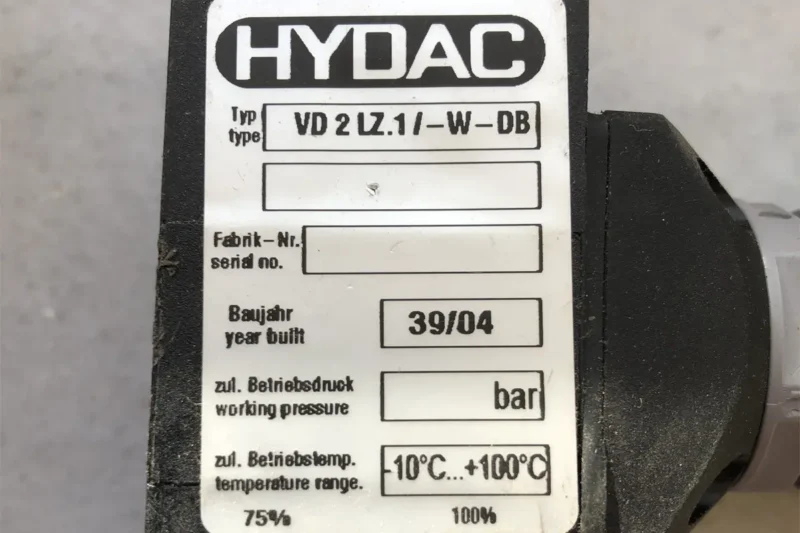 HYDAC
Typ VD 2 LZ.1 /-W-DB
type
Fabrik-Nr.
serial no.
Baujahr 39/04
year built
zul. Betriebsdruck bar
working pressure
zul. Betriebstemp. -10°C...+100°C
temperature range.
75% 100%